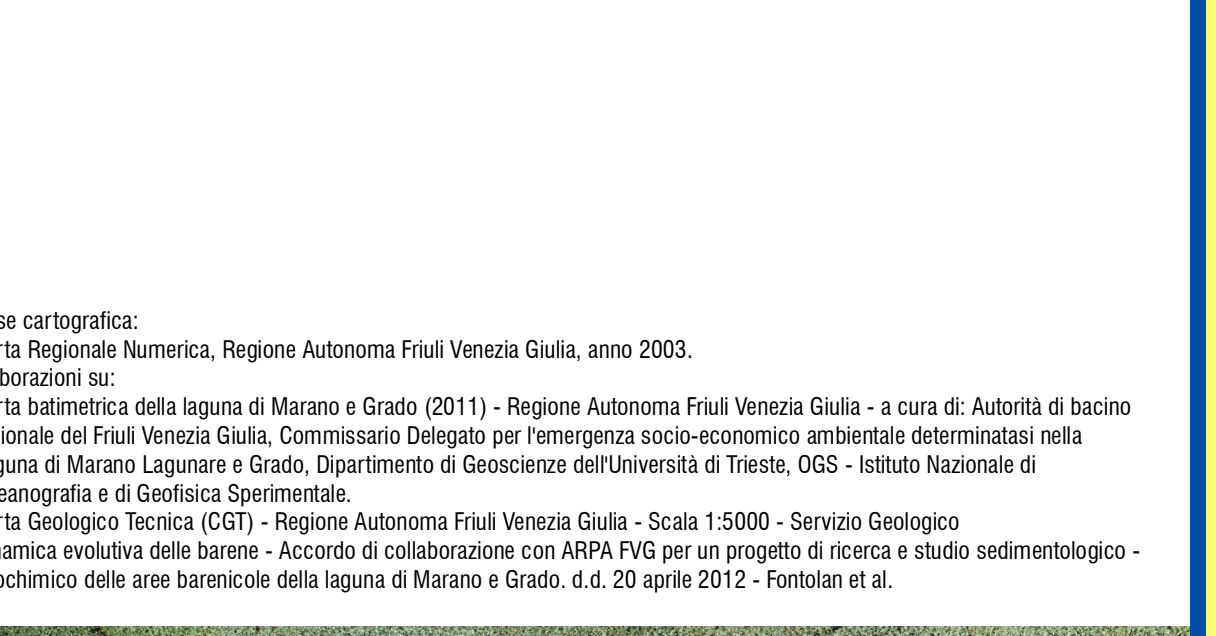 se cartografica:
rta Regionale Numerica, Regione Autonoma Friuli Venezia Giulia, anno 2003.
borazioni su:
rta batimetrica della laguna di Marano e Grado (2011) - Regione Autonoma Friuli Venezia Giulia - a cura di: Autorità di bacino
ionale del Friuli Venezia Giulia, Commissario Delegato per l'emergenza socio-economico ambientale determinatasi nella
guna di Marano Lagunare e Grado, Dipartimento di Geoscienze dell'Università di Trieste, OGS - Istituto Nazionale di
eanografia e di Geofisica Sperimentale.
rta Geologico Tecnica (CGT) - Regione Autonoma Friuli Venezia Giulia - Scala 1:5000 - Servizio Geologico
namica evolutiva delle barene - Accordo di collaborazione con ARPA FVG per un progetto di ricerca e studio sedimentologico -
ochimico delle aree barenicole della laguna di Marano e Grado. d.d. 20 aprile 2012 - Fontolan et al.